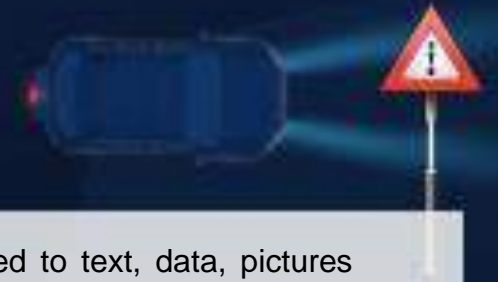 ed to text, data, pictures